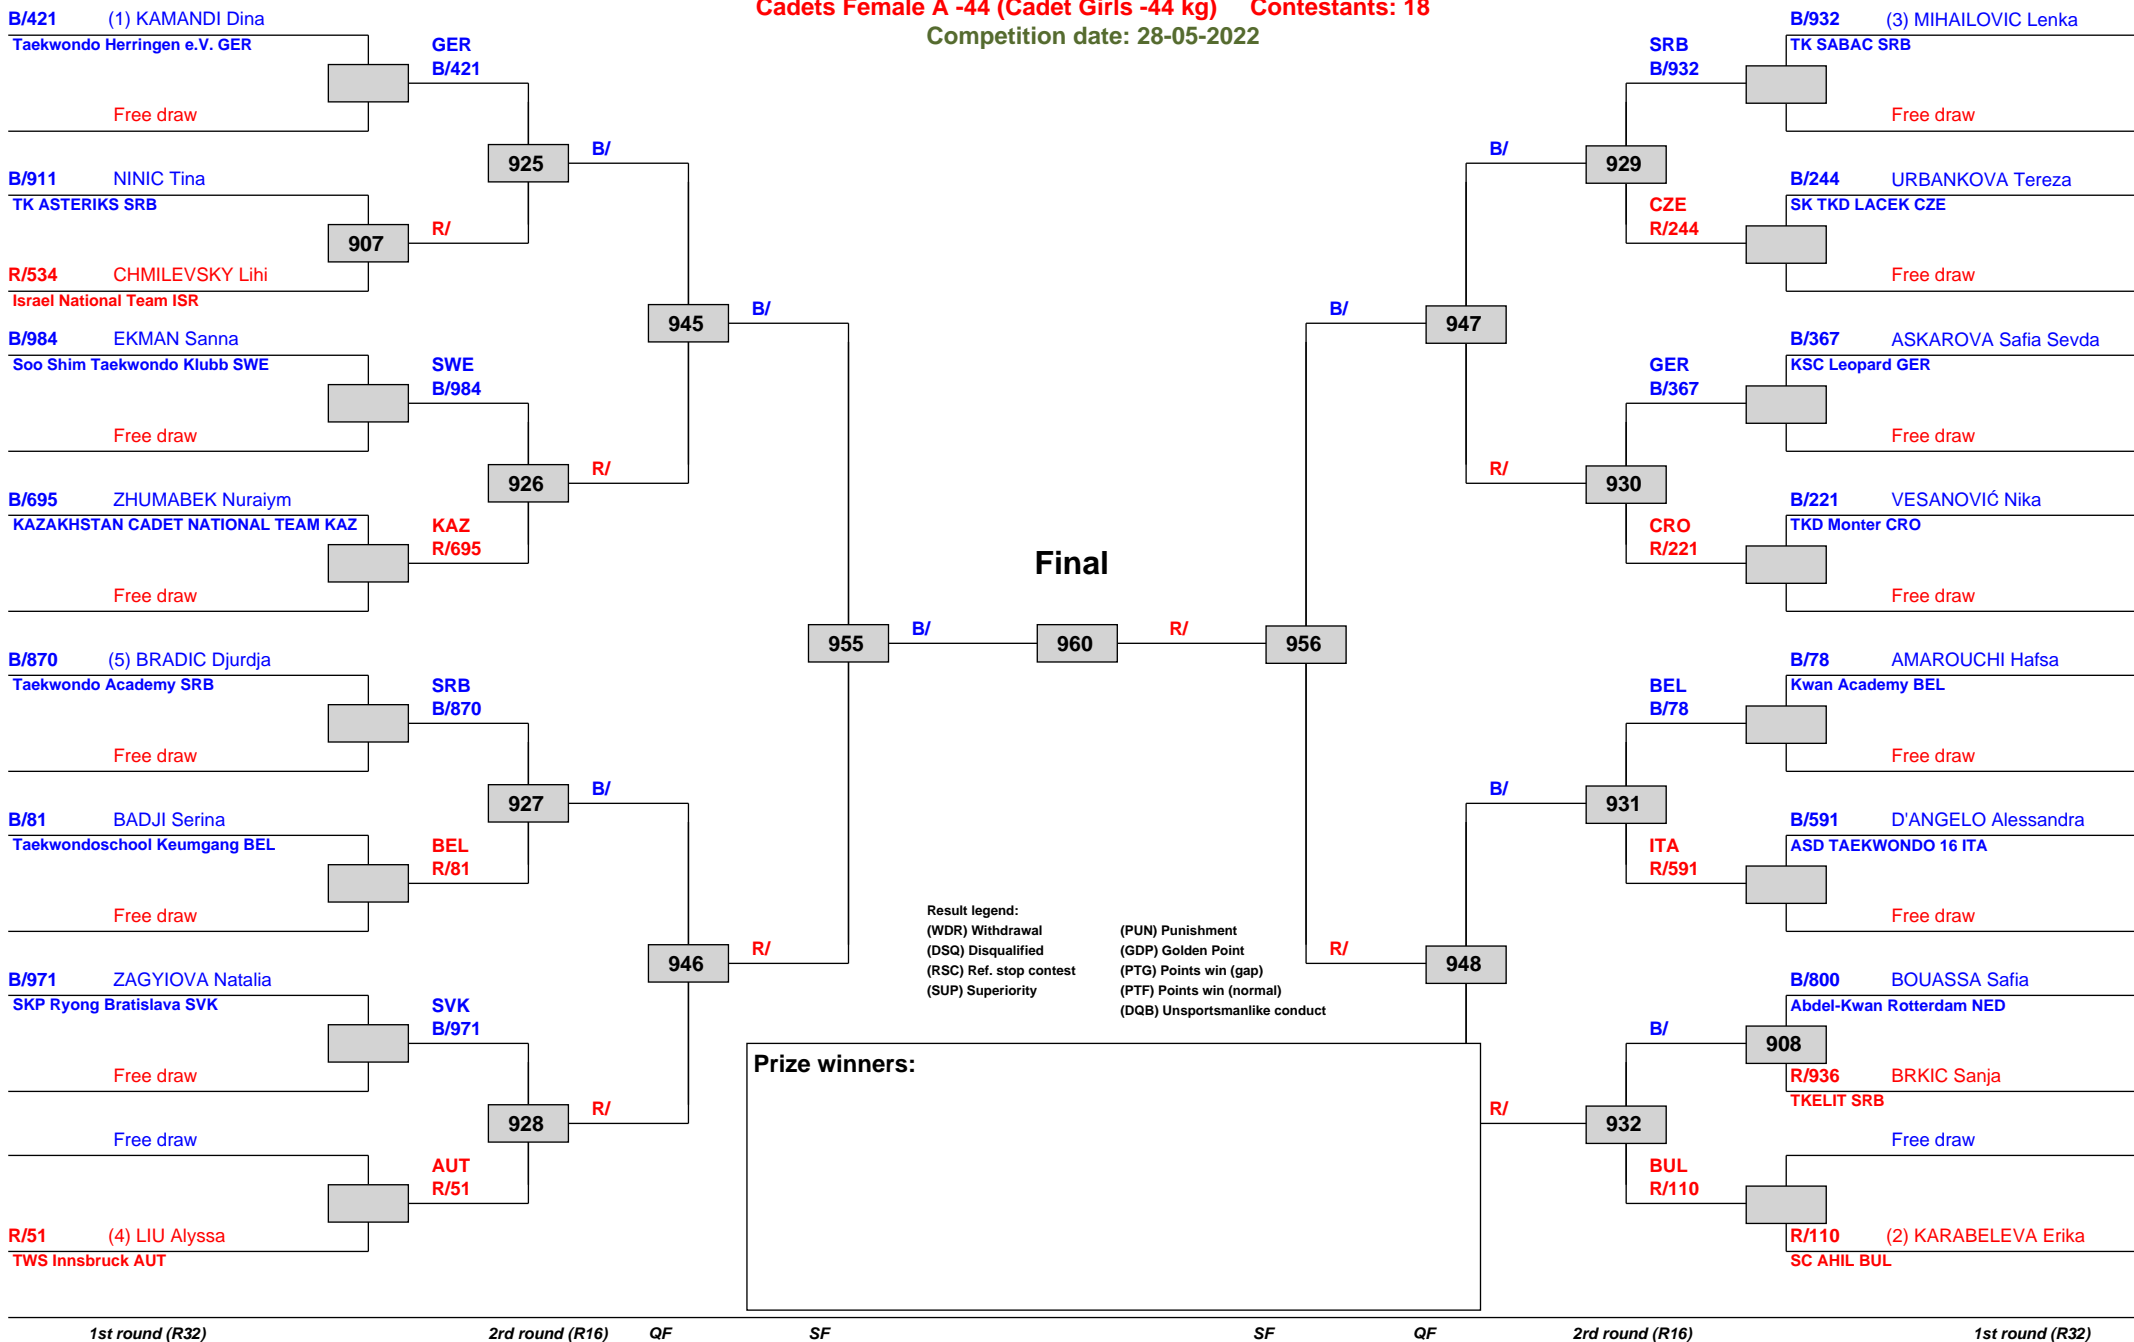 Cadets Female A -44 (Cadet Girls -44 kg) Contestants: 18
Competition date: 28-05-2022
B/421 (1) KAMANDI Dina
Taekwondo Herringen e.V. GER
Free draw
B/911 NINIC Tina
TK ASTERIKS SRB
R/534 CHMILEVSKY Lihi
Israel National Team ISR
B/984 EKMAN Sanna
Soo Shim Taekwondo Klubb SWE
Free draw
B/695 ZHUMABEK Nuraiym
KAZAKHSTAN CADET NATIONAL TEAM KAZ
Free draw
B/870 (5) BRADIC Djurdja
Taekwondo Academy SRB
Free draw
B/81 BADJI Serina
Taekwondoschool Keumgang BEL
Free draw
B/971 ZAGYIOVA Natalia
SKP Ryong Bratislava SVK
Free draw
Free draw
R/51 (4) LIU Alyssa
TWS Innsbruck AUT
907
GER
B/421
R/
SWE
B/984
KAZ
R/695
SRB
B/870
BEL
R/81
SVK
B/971
AUT
R/51
925
926
927
928
B/
R/
B/
R/
945
946
B/
R/
955
B/
Final
960
R/
956
B/
R/
947
948
B/
R/
B/
R/
929
930
931
932
SRB
B/932
CZE
R/244
GER
B/367
CRO
R/221
BEL
B/78
ITA
R/591
B/
BUL
R/110
908
B/932 (3) MIHAILOVIC Lenka
TK SABAC SRB
Free draw
B/244 URBANKOVA Tereza
SK TKD LACEK CZE
Free draw
B/367 ASKAROVA Safia Sevda
KSC Leopard GER
Free draw
B/221 VESANOVIĆ Nika
TKD Monter CRO
Free draw
B/78 AMAROUCHI Hafsa
Kwan Academy BEL
Free draw
B/591 D'ANGELO Alessandra
ASD TAEKWONDO 16 ITA
Free draw
B/800 BOUASSA Safia
Abdel-Kwan Rotterdam NED
R/936 BRKIC Sanja
TKELIT SRB
Free draw
R/110 (2) KARABELEVA Erika
SC AHIL BUL
Result legend:
(WDR) Withdrawal (PUN) Punishment
(DSQ) Disqualified (GDP) Golden Point
(RSC) Ref. stop contest (PTG) Points win (gap)
(SUP) Superiority (PTF) Points win (normal)
(DQB) Unsportsmanlike conduct
Prize winners:
1st round (R32) 2rd round (R16) QF SF SF QF 2rd round (R16) 1st round (R32)